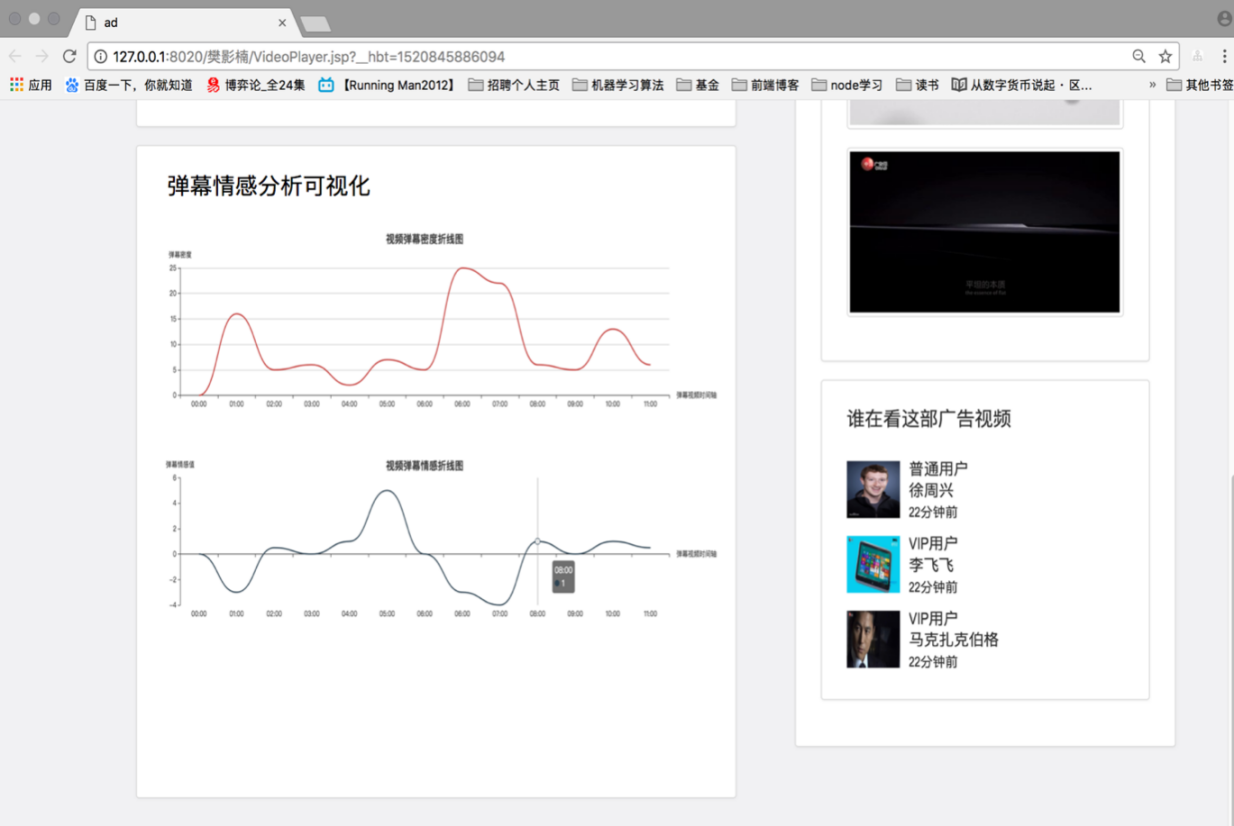 ad
127.0.0.1:8020/樊影楠/VideoPlayer.jsp?__hbt=1520845886094
应用 百度一下，你就知道 博弈论_全24集 【Running Man2012】 招聘个人主页 机器学习算法 基金 前端博客 node学习 读书 从数字货币说起·区... » 其他书签
弹幕情感分析可视化
视频弹幕密度折线图
弹幕密度
25
20
15
10
5
0
00:00 01:00 02:00 03:00 04:00 05:00 06:00 06:00 07:00 08:00 09:00 10:00 11:00
弹幕视频时间轴
视频弹幕情感折线图
弹幕情感值
6
4
2
0
-2
-4
弹幕视频时间轴
08:00
1
00:00 01:00 02:00 03:00 04:00 05:00 06:00 06:00 07:00 08:00 09:00 10:00 11:00
平坦的本质
the essence of flat
谁在看这部广告视频
普通用户
徐周兴
22分钟前
VIP用户
李飞飞
22分钟前
VIP用户
马克扎克伯格
22分钟前